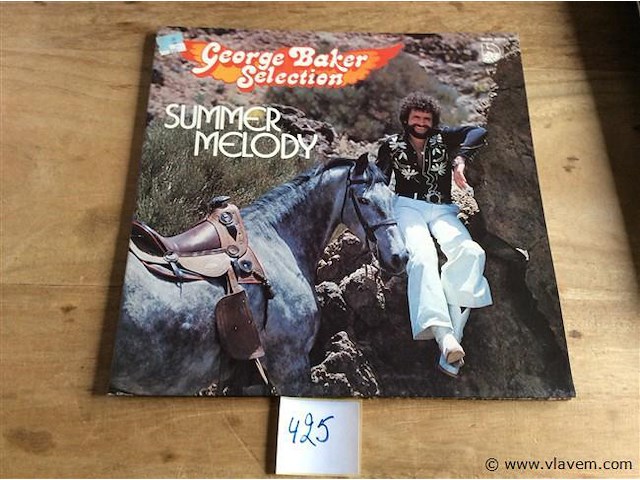 George Baker
Selection
SUMMER
MELODY
425
© www.vlavem.com